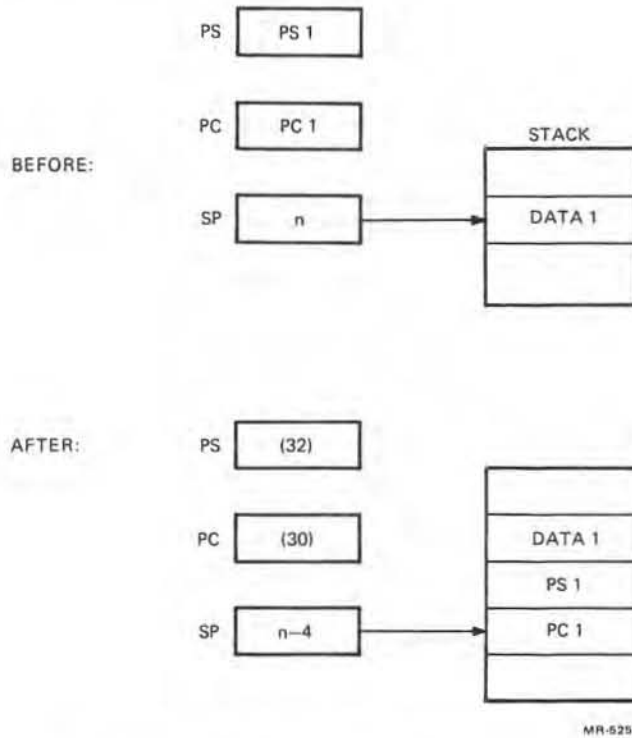 PS PS 1
PC PC 1
STACK
BEFORE:
SP n
DATA 1
AFTER:
PS (32)
PC (30)
DATA 1
PS 1
SP n–4
PC 1
MR-525